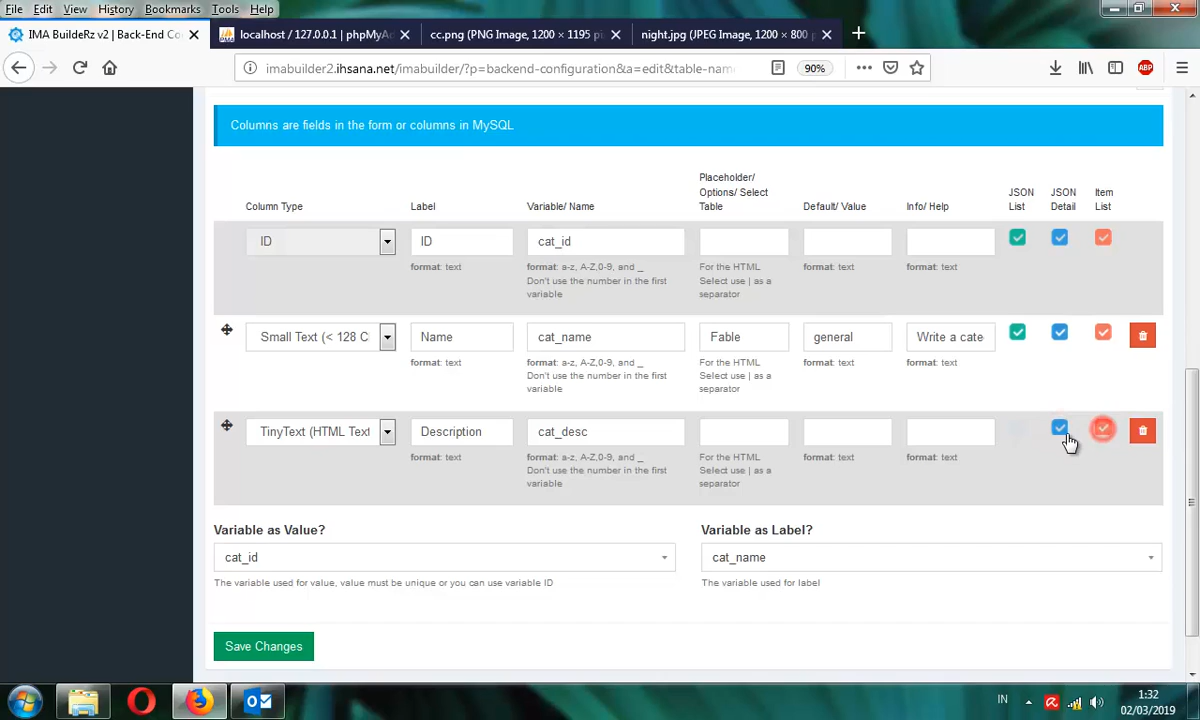 File Edit View History Bookmarks Tools Help
IMA BuildeRz v2 | Back-End Co
localhost / 127.0.0.1 | phpMyAd
cc.png (PNG Image, 1200 × 1195 pi
night.jpg (JPEG Image, 1200 × 800 p
imabuilder2.ihsana.net/imabuilder/?p=backend-configuration&a=edit&table-nam
90%
ABP
Columns are fields in the form or columns in MySQL
Column Type
Label
Variable/ Name
Placeholder/
Options/ Select
Table
Default/ Value
Info/ Help
JSON
List
JSON
Detail
Item
List
ID
ID
cat_id
format: text
format: a-z, A-Z,0-9, and _
Don't use the number in the first
variable
For the HTML
Select use | as a
separator
format: text
format: text
Small Text (< 128 C
Name
cat_name
Fable
general
Write a cate
format: text
format: a-z, A-Z,0-9, and _
Don't use the number in the first
variable
For the HTML
Select use | as a
separator
format: text
format: text
TinyText (HTML Text
Description
cat_desc
format: text
format: a-z, A-Z,0-9, and _
Don't use the number in the first
variable
For the HTML
Select use | as a
separator
format: text
format: text
Variable as Value?
cat_id
The variable used for value, value must be unique or you can use variable ID
Variable as Label?
cat_name
The variable used for label
Save Changes
IN
1:32
02/03/2019